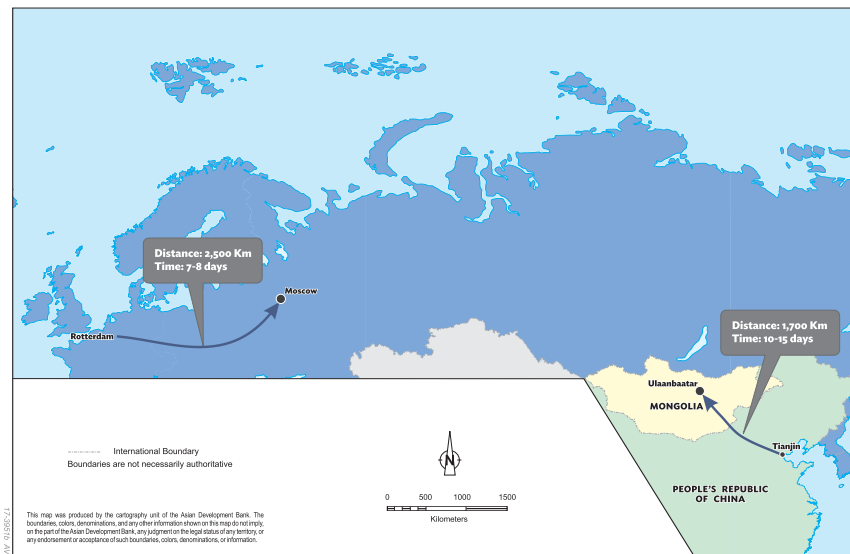 Distance: 2,500 Km
Time: 7-8 days
Moscow
Rotterdam
Distance: 1,700 Km
Time: 10-15 days
Ulaanbaatar
MONGOLIA
Tianjin
PEOPLE'S REPUBLIC
OF CHINA
International Boundary
Boundaries are not necessarily authoritative
N
0 500 1000 1500
Kilometers
This map was produced by the cartography unit of the Asian Development Bank. The
boundaries, colors, denominations, and any other information shown on this map do not imply,
on the part of the Asian Development Bank, any judgment on the legal status of any territory, or
any endorsement or acceptance of such boundaries, colors, denominations, or information.
17-3951b AV